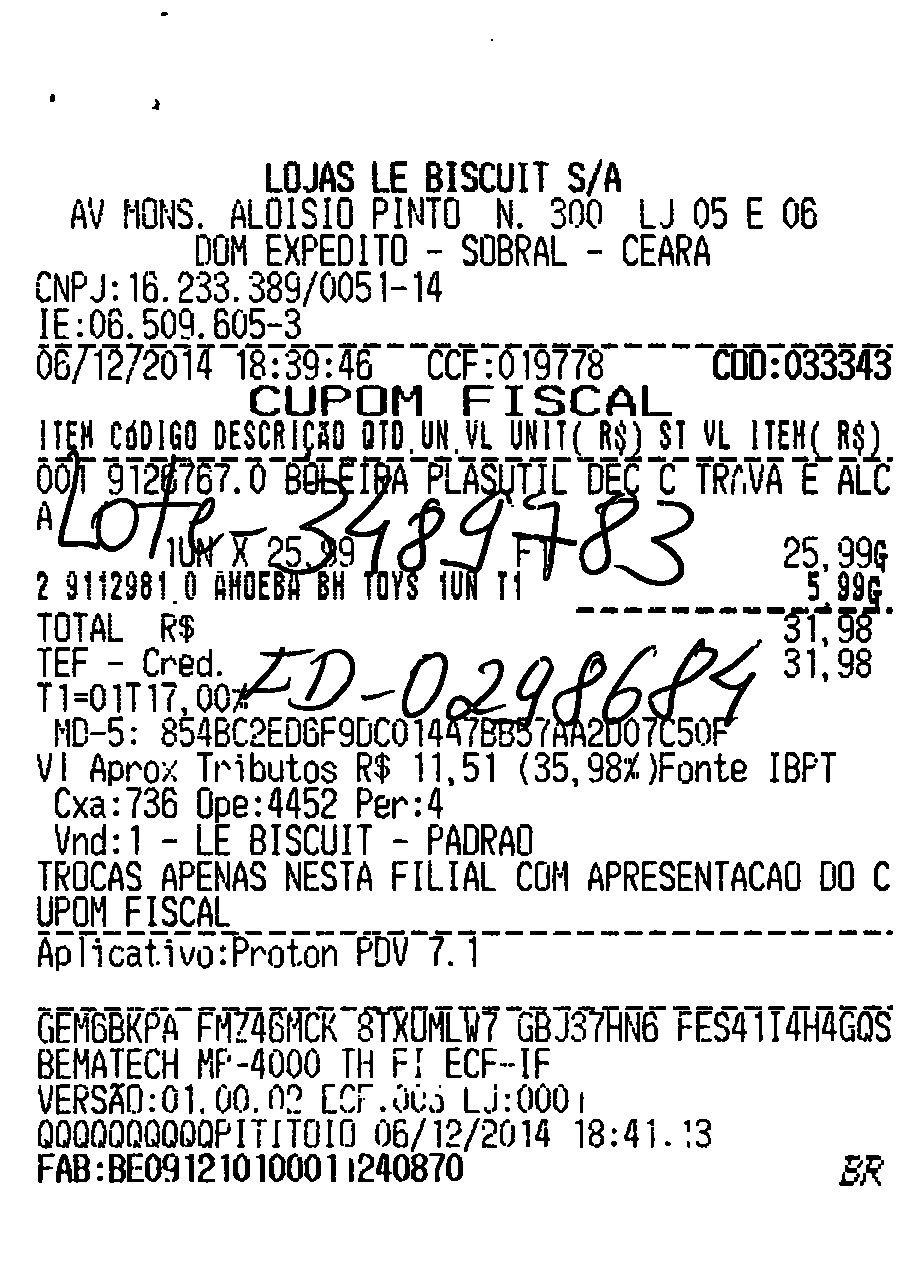 LOJAS LE BISCUIT S/A
AV MONS. ALOISIO PINTO N. 300 LJ 05 E 06
DOM EXPEDITO - SOBRAL - CEARA
CNPJ:16.233.389/0051-14
IE:06.509.605-3
06/12/2014 18:39:46 CCF:019778 COO:033343
CUPOM FISCAL
ITEM CÓDIGO DESCRIÇÃO QTD.UN.VL UNIT( R$) ST VL ITEM( R$)
001 9128767.0 BOLEIRA PLASUTIL DEC C TRAVA E ALC
A
Lote-3489783
1UN X 25,99 F1 25,99G
2 9112981.0 AMOEBA BH TOYS 1UN T1 5,99G
TOTAL R$ 31,98
TEF - Cred. 31,98
ID-0298684
T1=01T17,00%
MD-5: 854BC2EDGF9DC01447BB57AA2D07C50F
Vl Aprox Tributos R$ 11,51 (35,98%)Fonte IBPT
Cxa:736 Ope:4452 Per:4
Vnd:1 - LE BISCUIT - PADRAO
TROCAS APENAS NESTA FILIAL COM APRESENTACAO DO C
UPOM FISCAL
Aplicativo:Proton PDV 7.1
GEMGBKPA FMZ46MCK 8TXUMLW7 GBJ37HN6 FES41I4H4GQS
BEMATECH MP-4000 TH FI ECF-IF
VERSÃO:01.00.02 ECF:003 LJ:0001
QQQQQQQQQQPITITOIO 06/12/2014 18:41:13
FAB:BE091210100011240870
BR